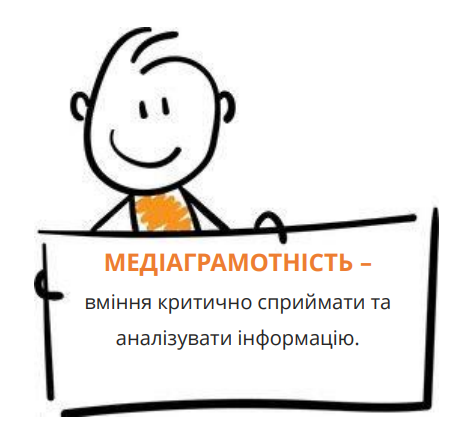 МЕДІАГРАМОТНІСТЬ –
вміння критично сприймати та
аналізувати інформацію.